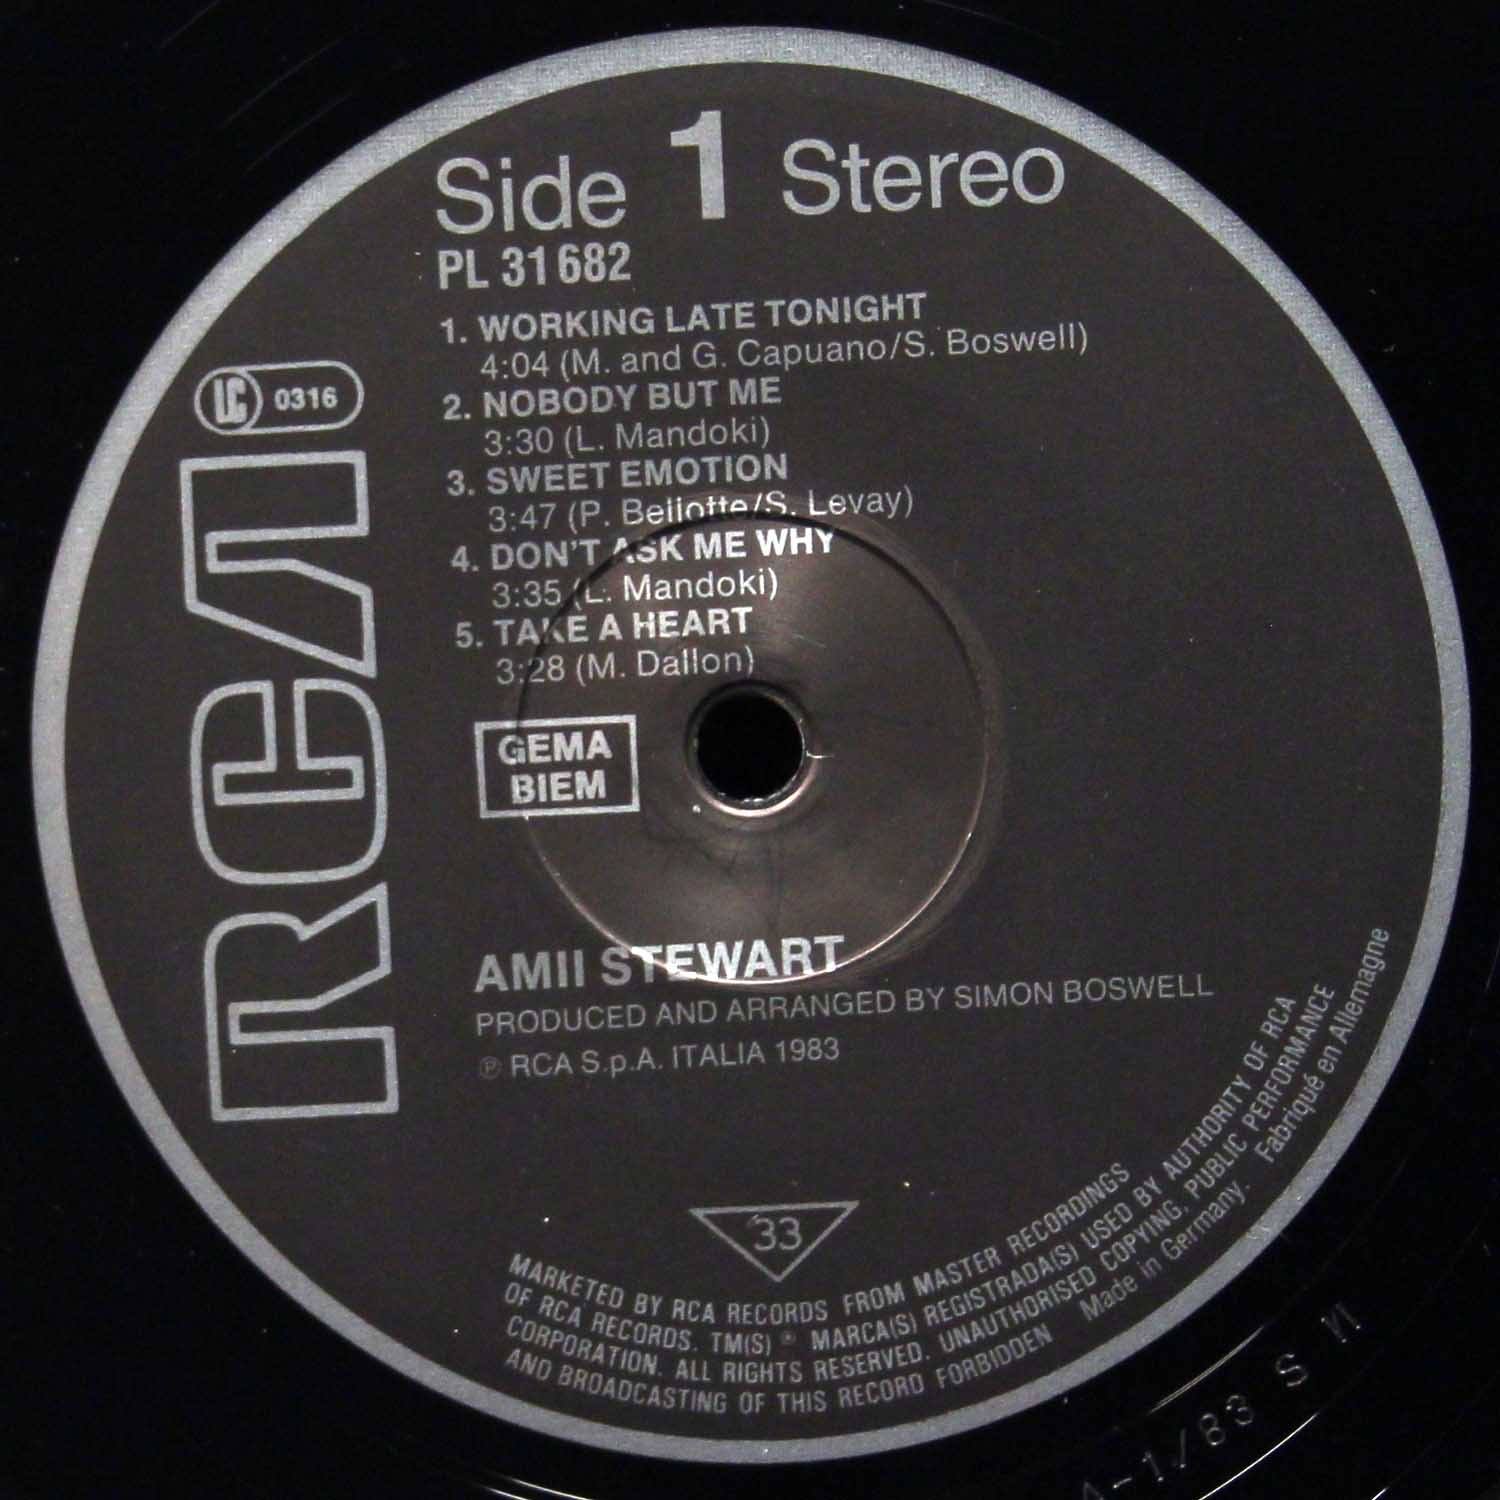 Side 1 Stereo
PL 31682
1. WORKING LATE TONIGHT
4:04 (M. and G. Capuano/S. Boswell)
2. NOBODY BUT ME
3:30 (L. Mandoki)
3. SWEET EMOTION
3:47 (P. Bellotte/S. Levay)
4. DON'T ASK ME WHY
3:35 (L. Mandoki)
5. TAKE A HEART
3:28 (M. Dallon)
LC 0316
RCA
GEMA
BIEM
AMII STEWART
PRODUCED AND ARRANGED BY SIMON BOSWELL
℗ RCA S.p.A. ITALIA 1983
33
MARKETED BY RCA RECORDS FROM MASTER RECORDINGS
OF RCA RECORDS. TM(S) ® MARCA(S) REGISTRADA(S) USED BY AUTHORITY OF RCA
CORPORATION. ALL RIGHTS RESERVED. UNAUTHORISED COPYING, PUBLIC PERFORMANCE
AND BROADCASTING OF THIS RECORD FORBIDDEN Made in Germany. Fabriqué en Allemagne
A-1/83 S